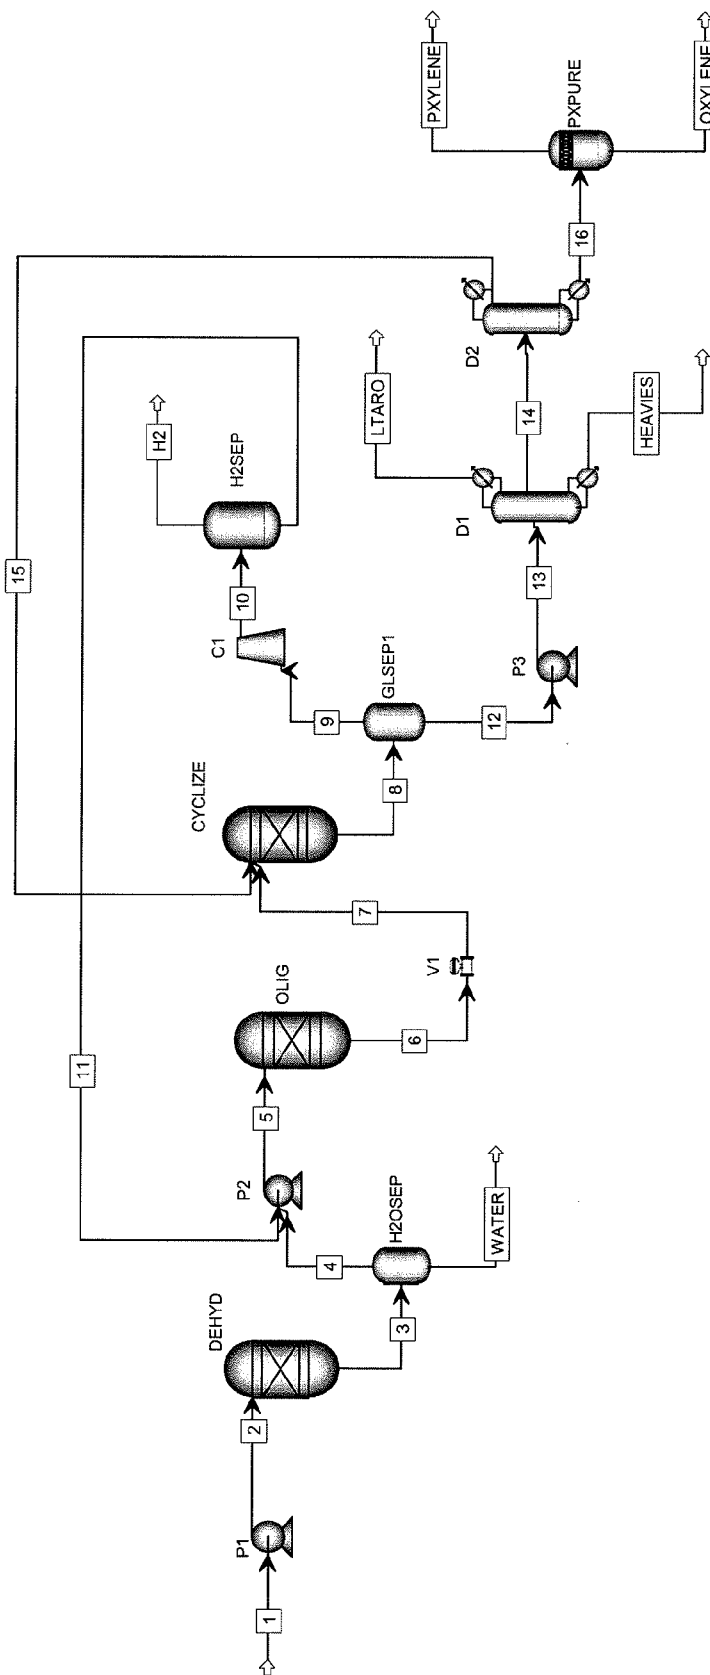 1
P1
2
DEHYD
3
H2OSEP
WATER
4
P2
5
OLIG
6
V1
7
CYCLIZE
8
GLSEP1
9
C1
10
H2SEP
H2
11
12
P3
13
D1
LTARO
HEAVIES
14
D2
15
16
PXPURE
PXYLENE
OXYLENE